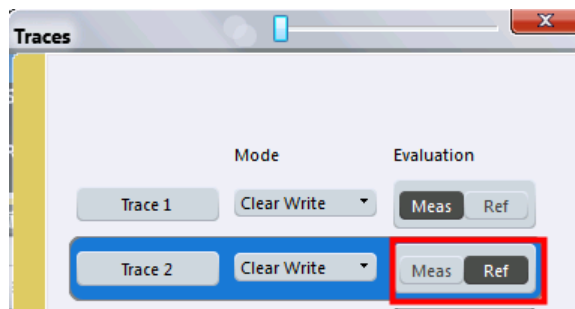 Traces
Mode Evaluation
Trace 1 Clear Write Meas Ref
Trace 2 Clear Write Meas Ref